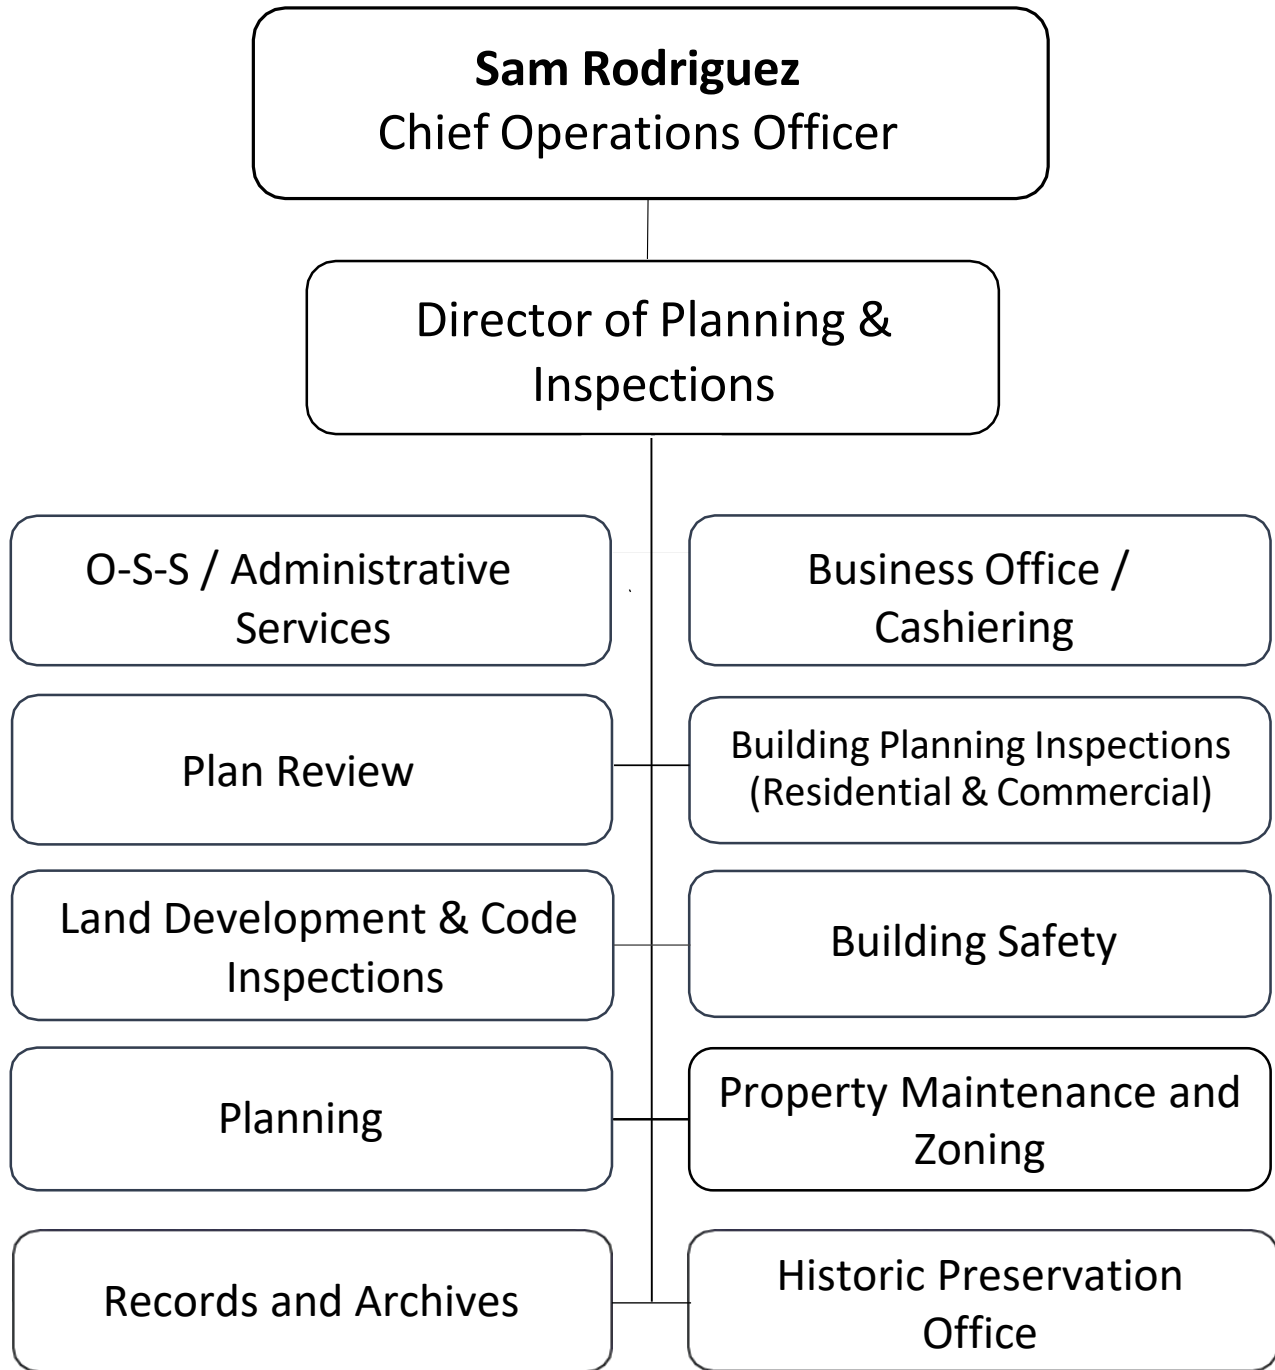 Sam Rodriguez
Chief Operations Officer
Director of Planning &
Inspections
O-S-S / Administrative
Services
Business Office /
Cashiering
Plan Review
Building Planning Inspections
(Residential & Commercial)
Land Development & Code
Inspections
Building Safety
Planning
Property Maintenance and
Zoning
Records and Archives
Historic Preservation
Office